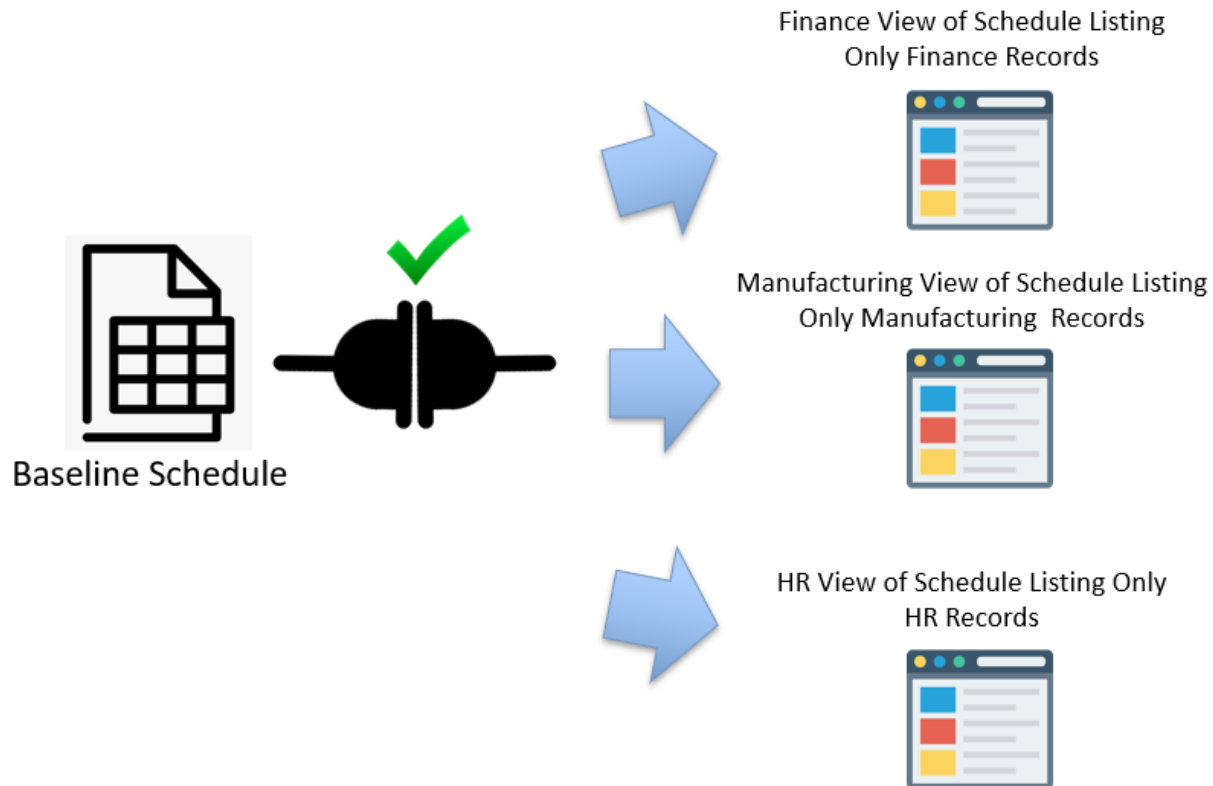 Finance View of Schedule Listing
Only Finance Records
Manufacturing View of Schedule Listing
Only Manufacturing  Records
Baseline Schedule
HR View of Schedule Listing Only
HR Records